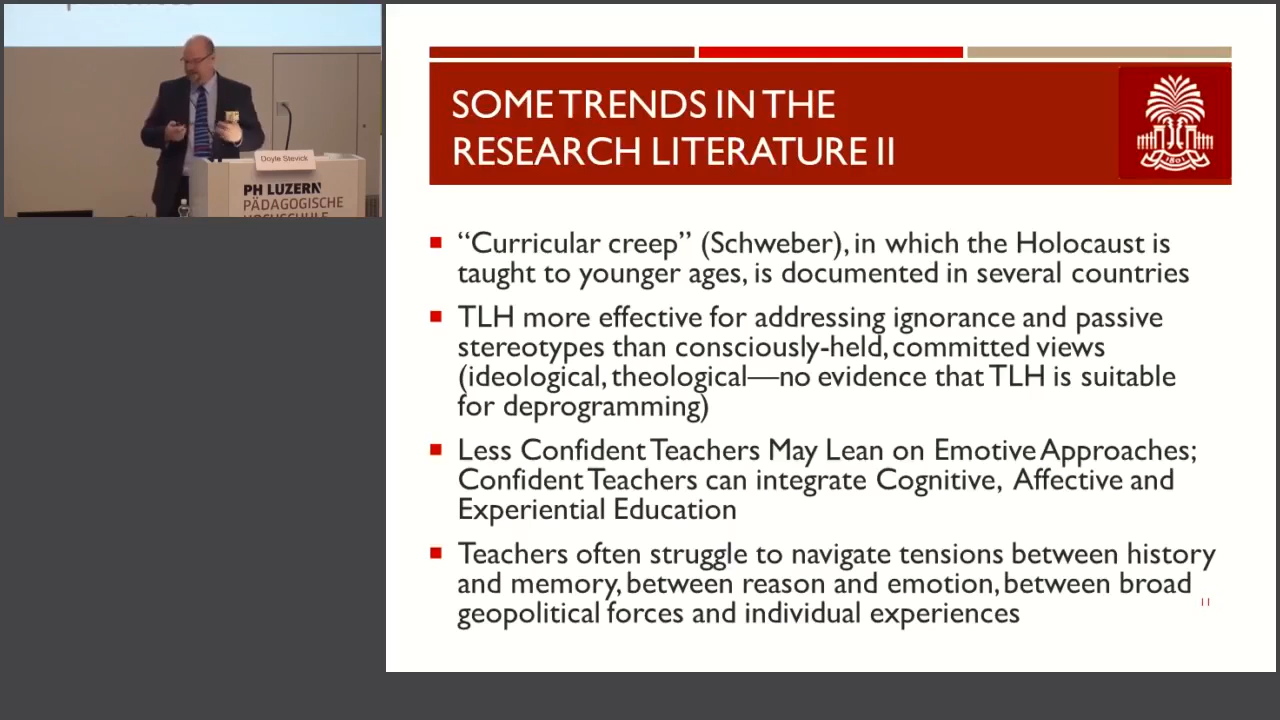 Doyle Stevick
PH LUZERN
PÄDAGOGISCHE
HOCHSCHULE
SOME TRENDS IN THE
RESEARCH LITERATURE II
1801
"Curricular creep" (Schweber), in which the Holocaust is
taught to younger ages, is documented in several countries
TLH more effective for addressing ignorance and passive
stereotypes than consciously-held, committed views
(ideological, theological—no evidence that TLH is suitable
for deprogramming)
Less Confident Teachers May Lean on Emotive Approaches;
Confident Teachers can integrate Cognitive, Affective and
Experiential Education
Teachers often struggle to navigate tensions between history
and memory, between reason and emotion, between broad
geopolitical forces and individual experiences
11